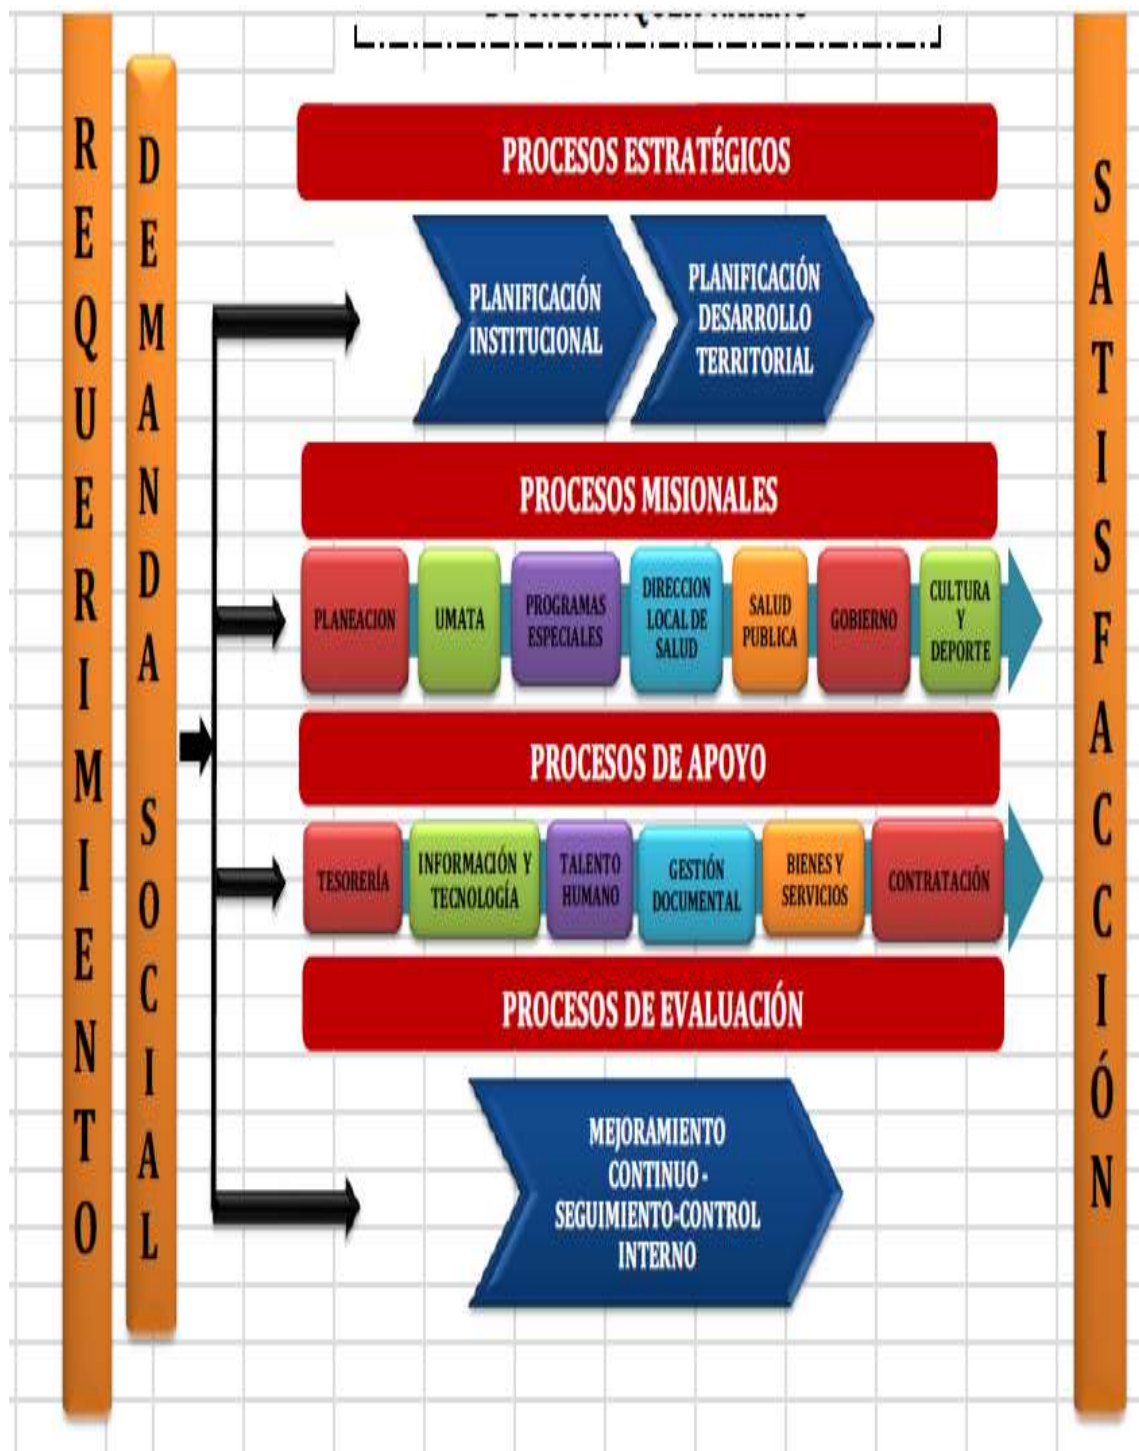 REQUERIMIENTO
DEMANDA SOCIAL
PROCESOS ESTRATÉGICOS
PLANIFICACIÓN
INSTITUCIONAL
PLANIFICACIÓN
DESARROLLO
TERRITORIAL
PROCESOS MISIONALES
PLANEACION
UMATA
PROGRAMAS
ESPECIALES
DIRECCION
LOCAL DE
SALUD
SALUD
PUBLICA
GOBIERNO
CULTURA
Y
DEPORTE
PROCESOS DE APOYO
TESORERÍA
INFORMACIÓN Y
TECNOLOGÍA
TALENTO
HUMANO
GESTIÓN
DOCUMENTAL
BIENES Y
SERVICIOS
CONTRATACIÓN
PROCESOS DE EVALUACIÓN
MEJORAMIENTO
CONTINUO -
SEGUIMIENTO-CONTROL
INTERNO
SATISFACCIÓN